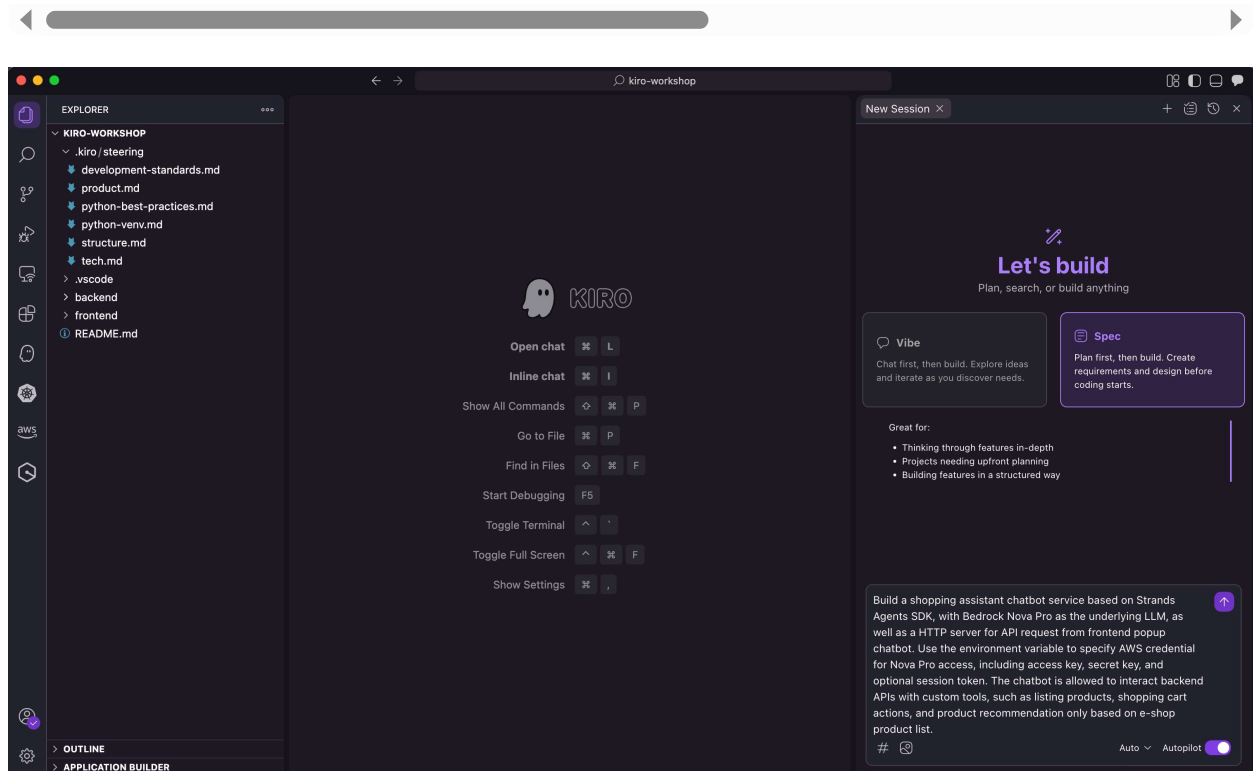 kiro-workshop
EXPLORER
KIRO-WORKSHOP
.kiro/steering
development-standards.md
product.md
python-best-practices.md
python-venv.md
structure.md
tech.md
.vscode
backend
frontend
README.md
aws
OUTLINE
APPLICATION BUILDER
KIRO
Open chat ⌘ L
Inline chat ⌘ I
Show All Commands ⇧ ⌘ P
Go to File ⌘ P
Find in Files ⇧ ⌘ F
Start Debugging F5
Toggle Terminal ^ `
Toggle Full Screen ^ ⌘ F
Show Settings ⌘ ,
New Session
Let's build
Plan, search, or build anything
Vibe
Chat first, then build. Explore ideas
and iterate as you discover needs.
Spec
Plan first, then build. Create
requirements and design before
coding starts.
Great for:
• Thinking through features in-depth
• Projects needing upfront planning
• Building features in a structured way
Build a shopping assistant chatbot service based on Strands
Agents SDK, with Bedrock Nova Pro as the underlying LLM, as
well as a HTTP server for API request from frontend popup
chatbot. Use the environment variable to specify AWS credential
for Nova Pro access, including access key, secret key, and
optional session token. The chatbot is allowed to interact backend
APIs with custom tools, such as listing products, shopping cart
actions, and product recommendation only based on e-shop
product list.
# Auto Autopilot